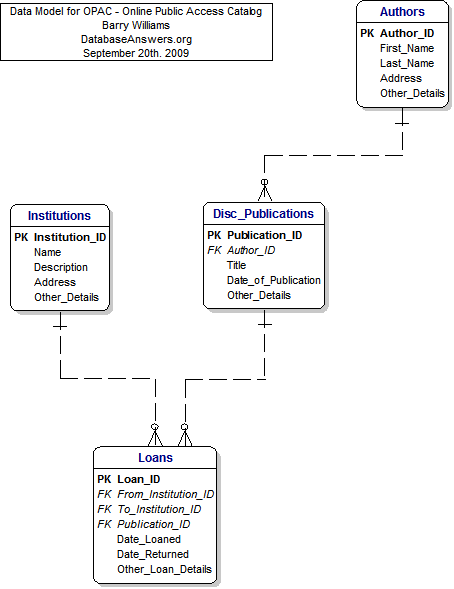 Data Model for OPAC - Online Public Access Catalog
Barry Williams
DatabaseAnswers.org
September 20th. 2009
Authors
PK Author_ID
First_Name
Last_Name
Address
Other_Details
Institutions
PK Institution_ID
Name
Description
Address
Other_Details
Disc_Publications
PK Publication_ID
FK Author_ID
Title
Date_of_Publication
Other_Details
Loans
PK Loan_ID
FK From_Institution_ID
FK To_Institution_ID
FK Publication_ID
Date_Loaned
Date_Returned
Other_Loan_Details